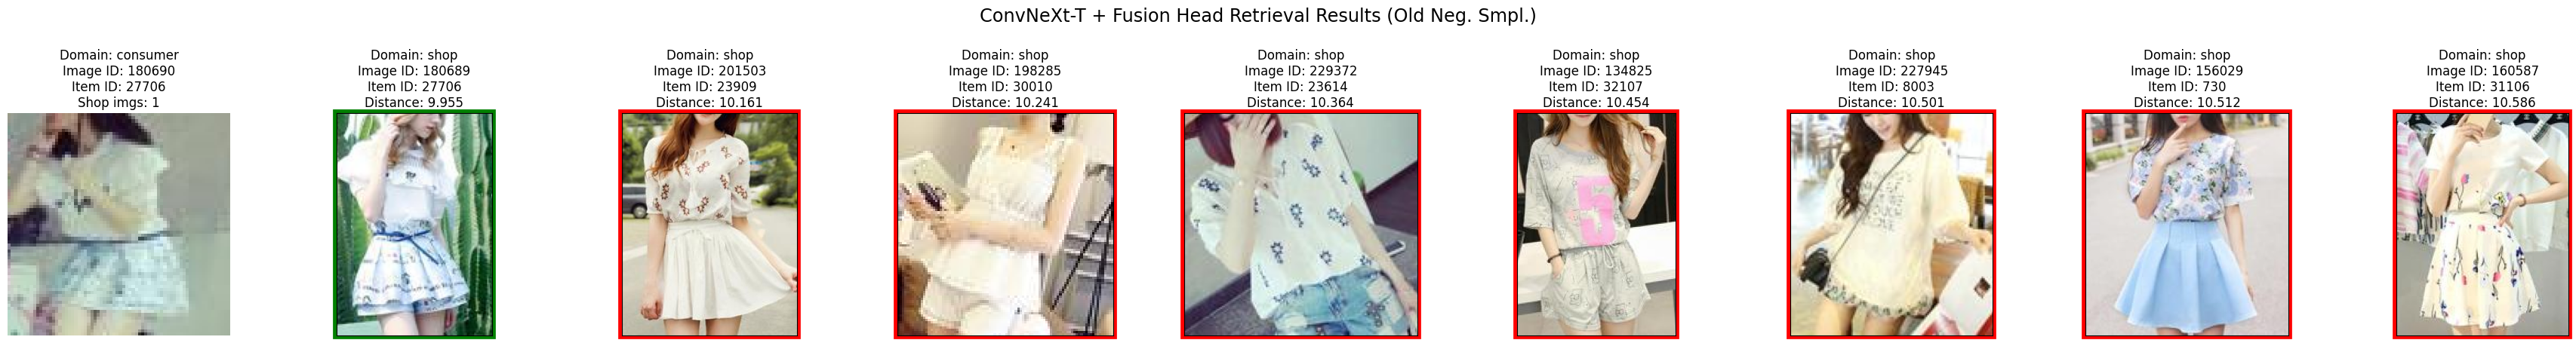 ConvNeXt-T + Fusion Head Retrieval Results (Old Neg. Smpl.)
Domain: consumer
Image ID: 180690
Item ID: 27706
Shop imgs: 1
Domain: shop
Image ID: 180689
Item ID: 27706
Distance: 9.955
Domain: shop
Image ID: 201503
Item ID: 23909
Distance: 10.161
Domain: shop
Image ID: 198285
Item ID: 30010
Distance: 10.241
Domain: shop
Image ID: 229372
Item ID: 23614
Distance: 10.364
Domain: shop
Image ID: 134825
Item ID: 32107
Distance: 10.454
Domain: shop
Image ID: 227945
Item ID: 8003
Distance: 10.501
Domain: shop
Image ID: 156029
Item ID: 730
Distance: 10.512
Domain: shop
Image ID: 160587
Item ID: 31106
Distance: 10.586